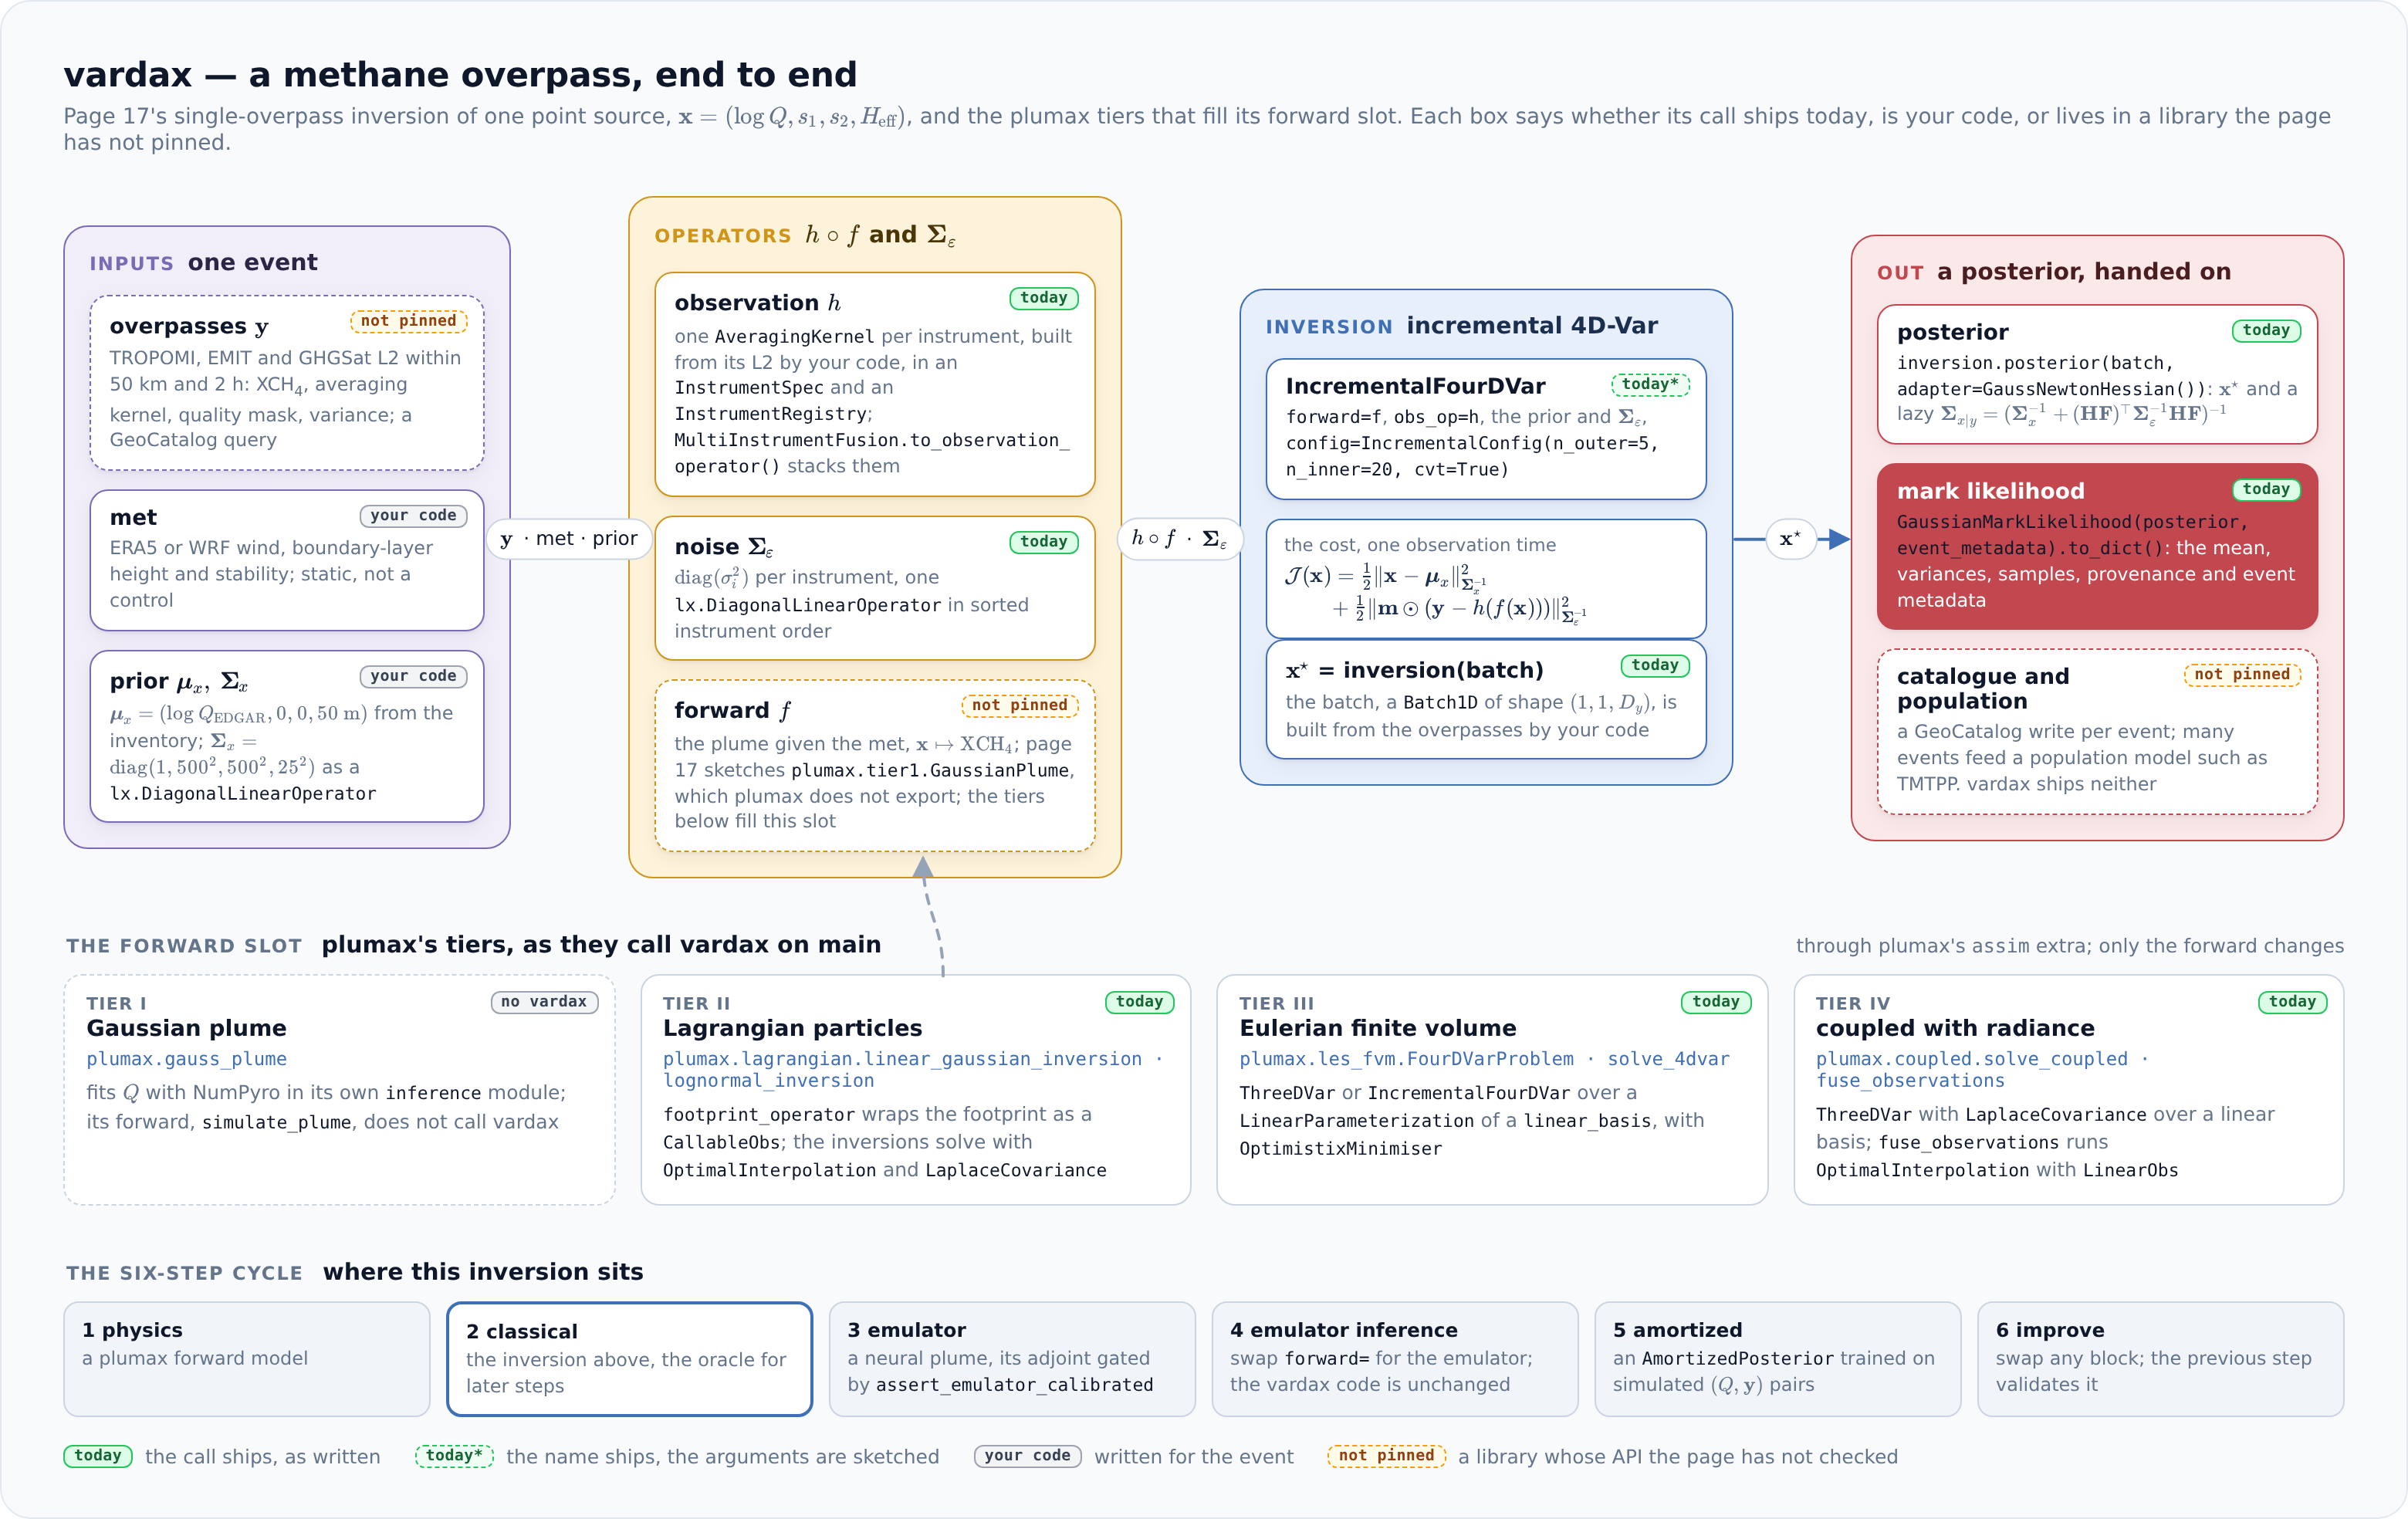 vardax — a methane overpass, end to end
Page 17's single-overpass inversion of one point source, x = (log Q, s₁, s₂, H_eff), and the plumax tiers that fill its forward slot. Each box says whether its call ships today, is your code, or lives in a library the page
has not pinned.
INPUTS one event
overpasses y
not pinned
TROPOMI, EMIT and GHGSat L2 within
50 km and 2 h: XCH₄, averaging
kernel, quality mask, variance; a
GeoCatalog query
met
your code
ERA5 or WRF wind, boundary-layer
height and stability; static, not a
control
prior μₓ, Σₓ
your code
μₓ = (log Q_EDGAR, 0, 0, 50 m) from the
inventory; Σₓ =
diag(1, 500², 500², 25²) as a
lx.DiagonalLinearOperator
y · met · prior
OPERATORS h ∘ f and Σ_ε
observation h
today
one AveragingKernel per instrument, built
from its L2 by your code, in an
InstrumentSpec and an
InstrumentRegistry;
MultiInstrumentFusion.to_observation_
operator() stacks them
noise Σ_ε
today
diag(σᵢ²) per instrument, one
lx.DiagonalLinearOperator in sorted
instrument order
forward f
not pinned
the plume given the met, x ↦ XCH₄; page
17 sketches plumax.tier1.GaussianPlume,
which plumax does not export; the tiers
below fill this slot
h ∘ f · Σ_ε
INVERSION incremental 4D-Var
IncrementalFourDVar
today*
forward=f, obs_op=h, the prior and Σ_ε,
config=IncrementalConfig(n_outer=5,
n_inner=20, cvt=True)
the cost, one observation time
𝒥(x) = ½‖x − μₓ‖²_{Σₓ⁻¹}
+ ½‖m ⊙ (y − h(f(x)))‖²_{Σ_ε⁻¹}
x⋆ = inversion(batch)
today
the batch, a Batch1D of shape (1, 1, D_y), is
built from the overpasses by your code
x⋆
OUT a posterior, handed on
posterior
today
inversion.posterior(batch,
adapter=GaussNewtonHessian()): x⋆ and a
lazy Σ_{x|y} = (Σₓ⁻¹ + (HF)^⊤Σ_ε⁻¹HF)⁻¹
mark likelihood
today
GaussianMarkLikelihood(posterior,
event_metadata).to_dict(): the mean,
variances, samples, provenance and event
metadata
catalogue and
population
not pinned
a GeoCatalog write per event; many
events feed a population model such as
TMTPP. vardax ships neither
THE FORWARD SLOT plumax's tiers, as they call vardax on main
through plumax's assim extra; only the forward changes
TIER I
no vardax
Gaussian plume
plumax.gauss_plume
fits Q with NumPyro in its own inference module;
its forward, simulate_plume, does not call vardax
TIER II
today
Lagrangian particles
plumax.lagrangian.linear_gaussian_inversion ·
lognormal_inversion
footprint_operator wraps the footprint as a
CallableObs; the inversions solve with
OptimalInterpolation and LaplaceCovariance
TIER III
today
Eulerian finite volume
plumax.les_fvm.FourDVarProblem · solve_4dvar
ThreeDVar or IncrementalFourDVar over a
LinearParameterization of a linear_basis, with
OptimistixMinimiser
TIER IV
today
coupled with radiance
plumax.coupled.solve_coupled ·
fuse_observations
ThreeDVar with LaplaceCovariance over a linear
basis; fuse_observations runs
OptimalInterpolation with LinearObs
THE SIX-STEP CYCLE where this inversion sits
1 physics
a plumax forward model
2 classical
the inversion above, the oracle for
later steps
3 emulator
a neural plume, its adjoint gated
by assert_emulator_calibrated
4 emulator inference
swap forward= for the emulator;
the vardax code is unchanged
5 amortized
an AmortizedPosterior trained on
simulated (Q, y) pairs
6 improve
swap any block; the previous step
validates it
today the call ships, as written
today* the name ships, the arguments are sketched
your code written for the event
not pinned a library whose API the page has not checked